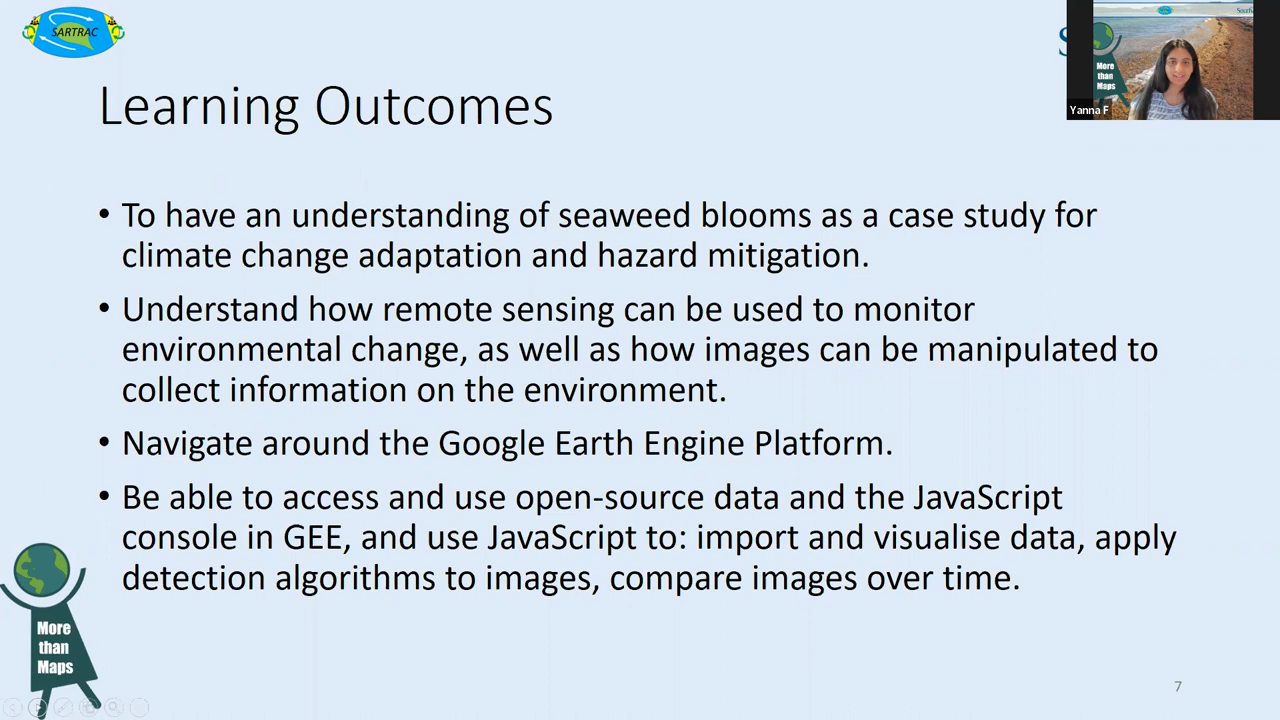 SARTRAC
Learning Outcomes
More
than
Maps
Yanna F
• To have an understanding of seaweed blooms as a case study for
climate change adaptation and hazard mitigation.
• Understand how remote sensing can be used to monitor
environmental change, as well as how images can be manipulated to
collect information on the environment.
• Navigate around the Google Earth Engine Platform.
• Be able to access and use open-source data and the JavaScript
console in GEE, and use JavaScript to: import and visualise data, apply
detection algorithms to images, compare images over time.
More
than
Maps
7